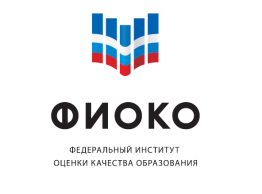 ФИОКО
ФЕДЕРАЛЬНЫЙ ИНСТИТУТ
ОЦЕНКИ КАЧЕСТВА ОБРАЗОВАНИЯ